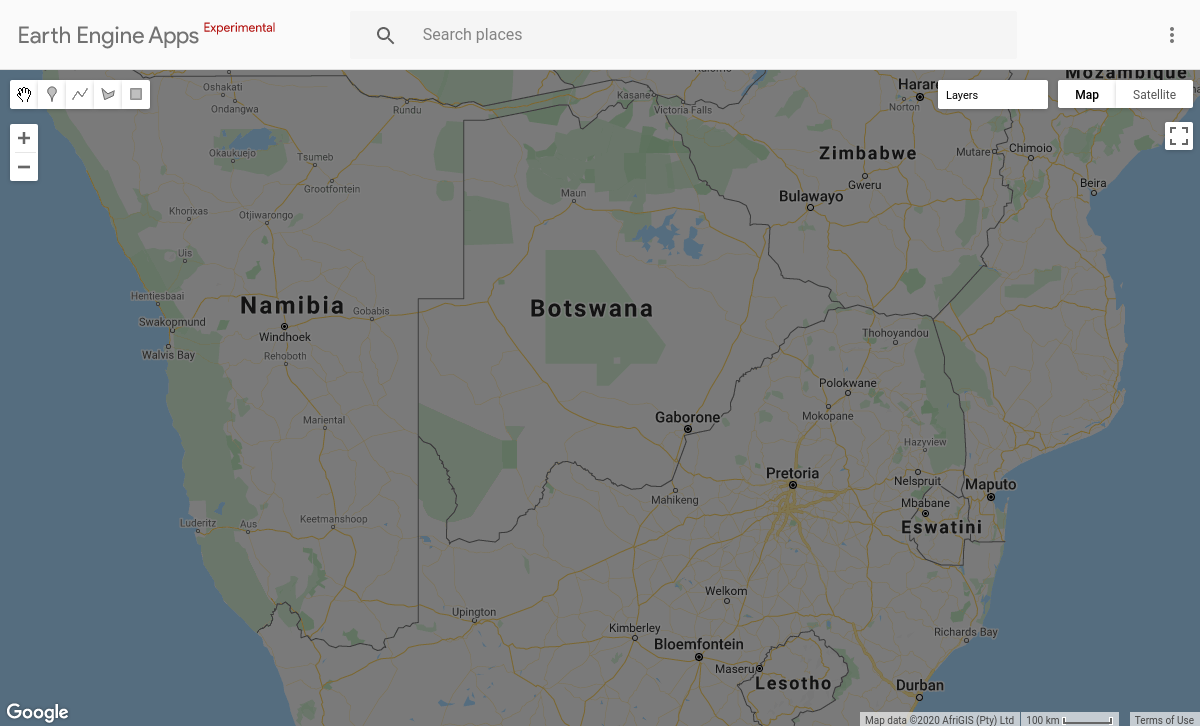 Earth Engine Apps Experimental
Search places
Layers
Map
Satellite
Mozambique
Oshakati
Ondangwa
Rundu
Kasane
Victoria Falls
Harare
Norton
Okaukuejo
Tsumeb
Grootfontein
Zimbabwe
Mutare
Chimoio
Maun
Gweru
Bulawayo
Beira
Khorixas
Otjiwarongo
Uis
Hentiesbaai
Namibia
Gobabis
Botswana
Swakopmund
Windhoek
Walvis Bay
Rehoboth
Thohoyandou
Polokwane
Mokopane
Mariental
Gaborone
Hazyview
Pretoria
Nelspruit
Maputo
Mahikeng
Mbabane
Eswatini
Luderitz
Aus
Keetmanshoop
Welkom
Upington
Kimberley
Bloemfontein
Richards Bay
Maseru
Lesotho
Durban
Google
Map data ©2020 AfriGIS (Pty) Ltd
100 km
Terms of Use